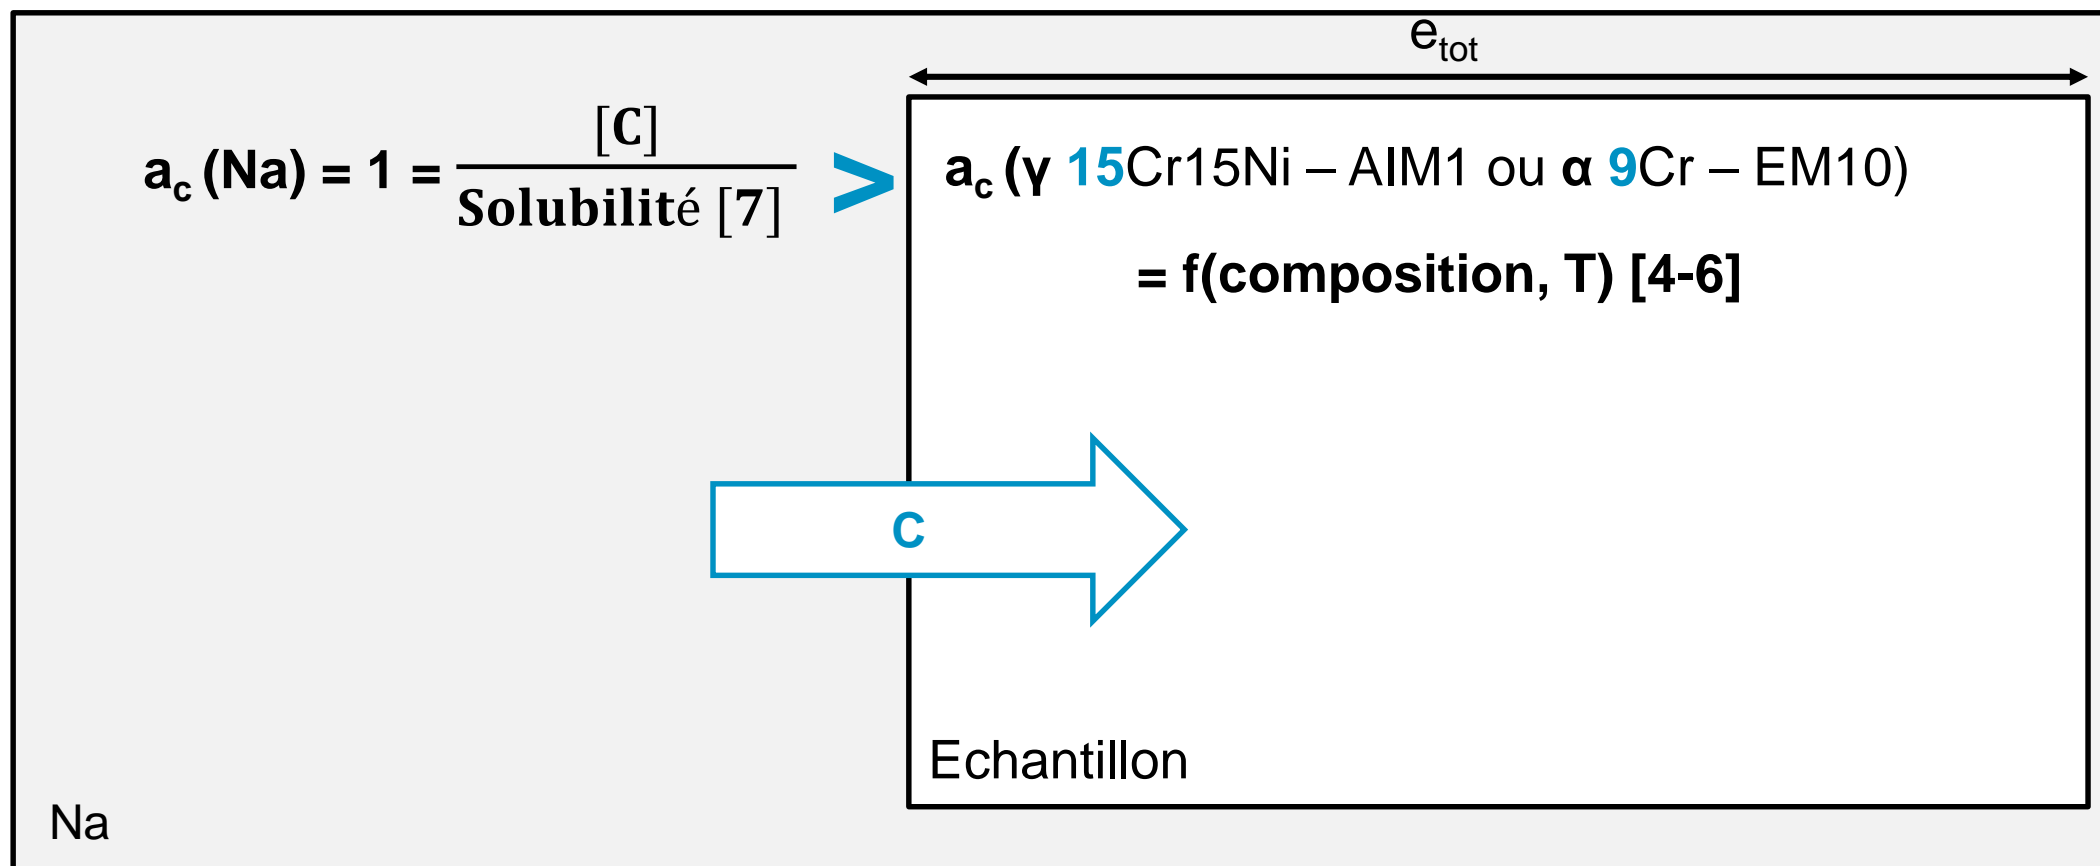 e_tot
a_c (Na) = 1 = [C] / Solubilité [7] > a_c (γ 15Cr15Ni – AIM1 ou α 9Cr – EM10)
= f(composition, T) [4-6]
C
Echantillon
Na